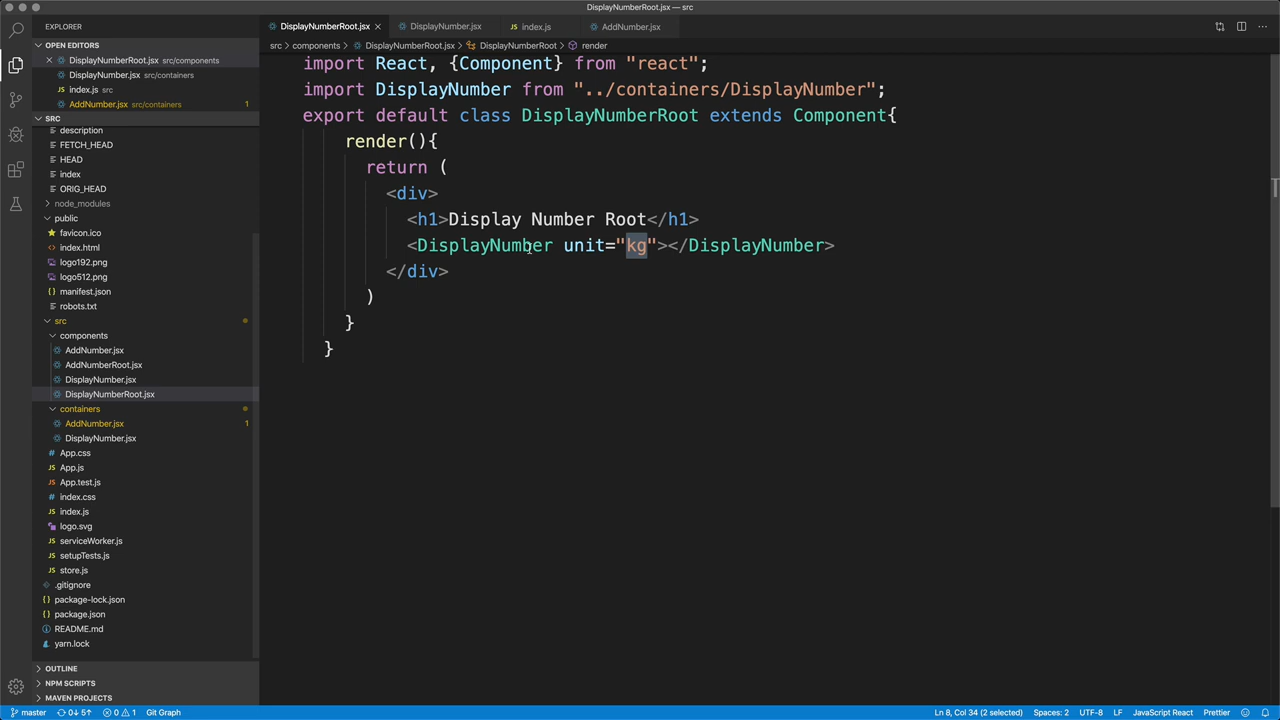 DisplayNumberRoot.jsx — src
EXPLORER
DisplayNumberRoot.jsx
DisplayNumber.jsx
index.js
AddNumber.jsx
src > components > DisplayNumberRoot.jsx > DisplayNumberRoot > render
OPEN EDITORS
DisplayNumberRoot.jsx src/components
DisplayNumber.jsx src/containers
index.js src
AddNumber.jsx src/containers 1
SRC
description
FETCH_HEAD
HEAD
index
ORIG_HEAD
node_modules
public
favicon.ico
index.html
logo192.png
logo512.png
manifest.json
robots.txt
src
components
AddNumber.jsx
AddNumberRoot.jsx
DisplayNumber.jsx
DisplayNumberRoot.jsx
containers
AddNumber.jsx 1
DisplayNumber.jsx
App.css
App.js
App.test.js
index.css
index.js
logo.svg
serviceWorker.js
setupTests.js
store.js
.gitignore
package-lock.json
package.json
README.md
yarn.lock
OUTLINE
NPM SCRIPTS
MAVEN PROJECTS
import React, {Component} from "react";
import DisplayNumber from "../containers/DisplayNumber";
export default class DisplayNumberRoot extends Component{
render(){
return (
<div>
<h1>Display Number Root</h1>
<DisplayNumber unit="kg"></DisplayNumber>
</div>
)
}
}
master 0↓ 5↑ 0 1 Git Graph
Ln 8, Col 34 (2 selected) Spaces: 2 UTF-8 LF JavaScript React Prettier